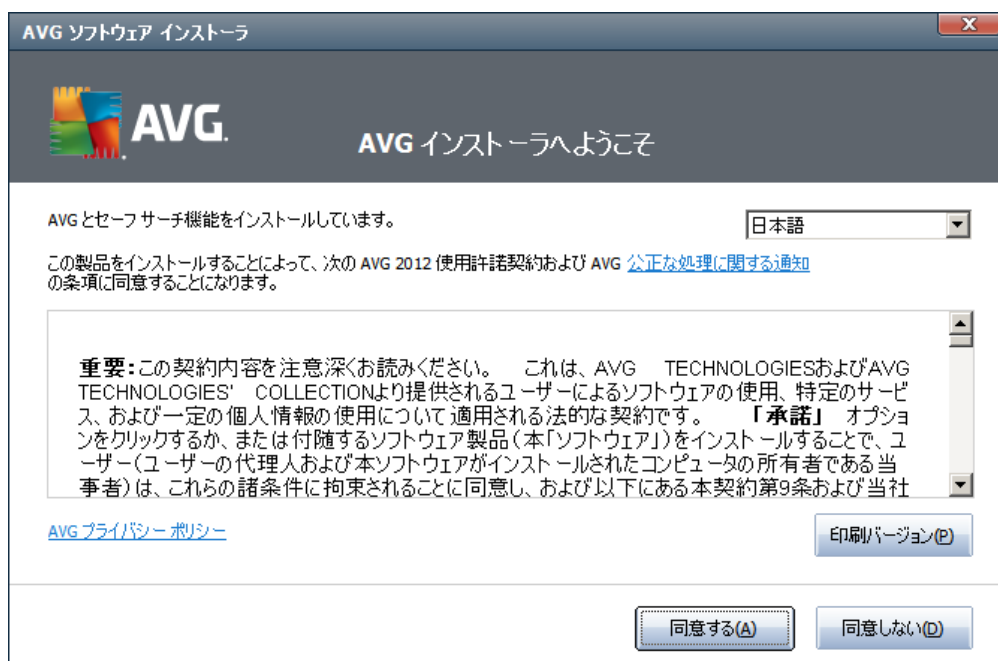 AVG ソフトウェア インストーラ
AVG.
AVG インストーラへようこそ
AVG とセーフ サーチ機能をインストールしています。
日本語
この製品をインストールすることによって、次の AVG 2012 使用許諾契約および AVG 公正な処理に関する通知
の条項に同意することになります。
重要:この契約内容を注意深くお読みください。 これは、AVG TECHNOLOGIESおよびAVG
TECHNOLOGIES' COLLECTIONより提供されるユーザーによるソフトウェアの使用、特定のサービ
ス、および一定の個人情報の使用について適用される法的な契約です。 「承諾」 オプショ
ンをクリックするか、または付随するソフトウェア製品(本「ソフトウェア」)をインストールすることで、ユ
ーザー(ユーザーの代理人および本ソフトウェアがインストールされたコンピュータの所有者である当
事者)は、これらの諸条件に拘束されることに同意し、および以下にある本契約第9条および当社
AVG プライバシー ポリシー
印刷バージョン(P)
同意する(A)
同意しない(D)